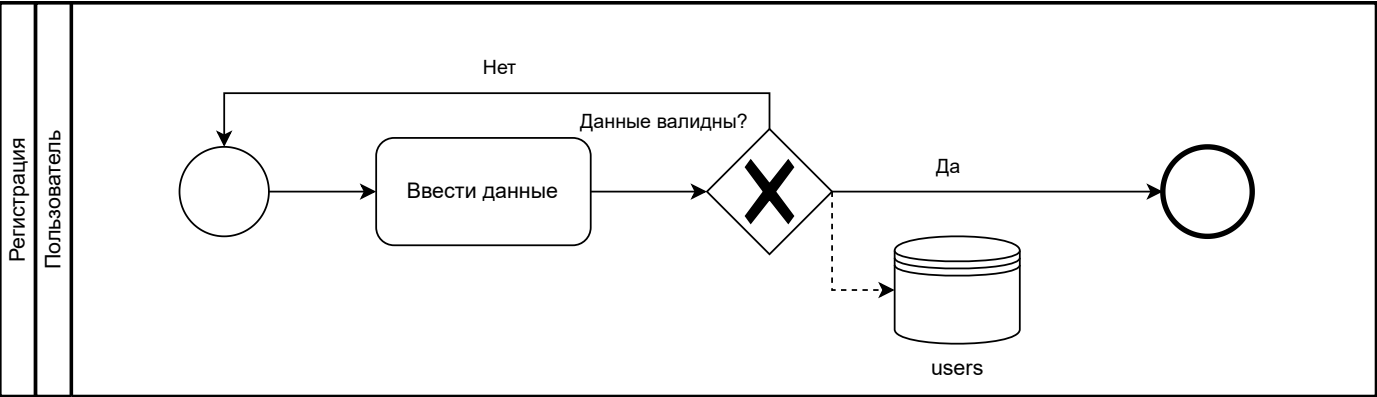 Регистрация
Пользователь
Нет
Данные валидны?
Ввести данные
Да
users